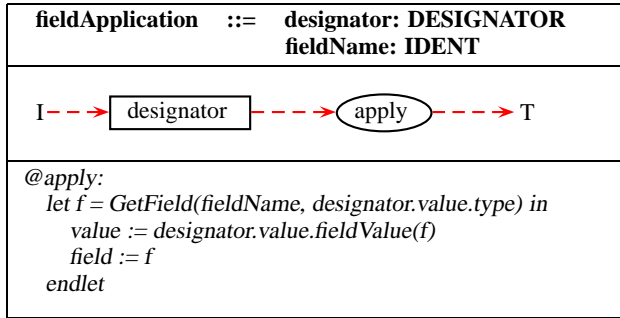 fieldApplication ::= designator: DESIGNATOR
fieldName: IDENT
I designator apply T
@apply:
let f = GetField(fieldName, designator.value.type) in
value := designator.value.fieldValue(f)
field := f
endlet